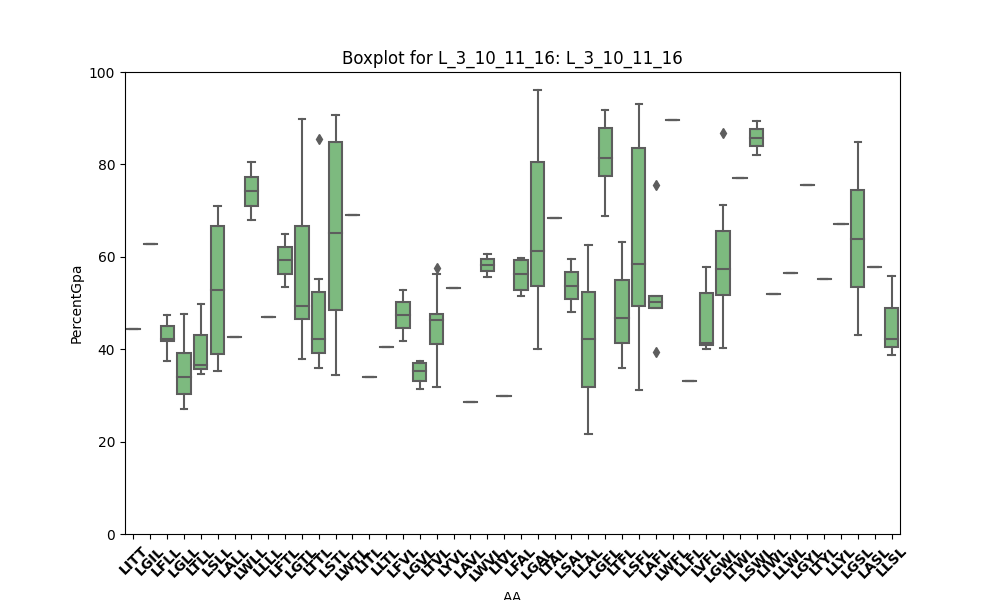 Boxplot for L_3_10_11_16: L_3_10_11_16
100
80
60
40
20
0
PercentGpa
LITT
LGIL
LFLL
LGLL
LTLL
LSLL
LALL
LWLL
LLLL
LFTL
LGTL
LTTL
LSTL
LWTL
LITL
LLTL
LFVL
LGVL
LTVL
LYVL
LAVL
LWVL
LIVL
LFAL
LGAL
LTAL
LSAL
LLAL
LGFL
LTFL
LSFL
LAFL
LWFL
LLFL
LVFL
LGWL
LTWL
LSWL
LIWL
LLWL
LGYL
LTYL
LLYL
LGSL
LASL
LLSL
AA